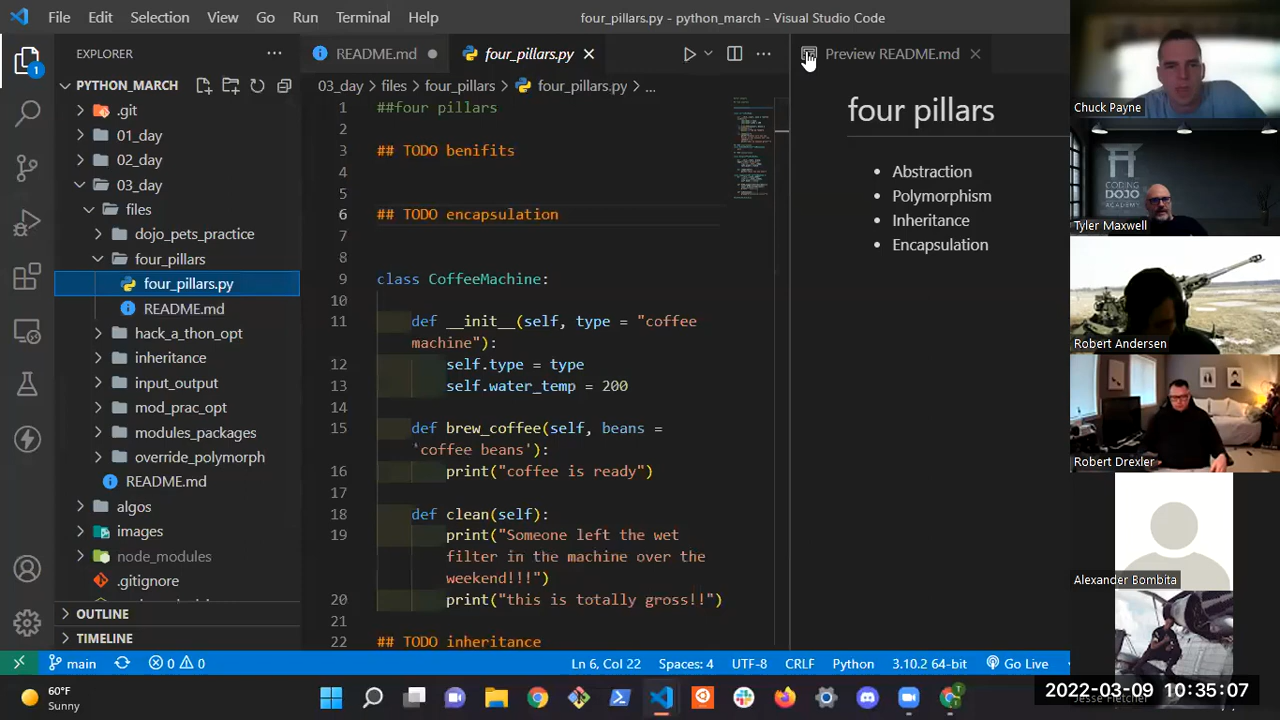 File Edit Selection View Go Run Terminal Help
four_pillars.py - python_march - Visual Studio Code
EXPLORER
PYTHON_MARCH
.git
01_day
02_day
03_day
files
dojo_pets_practice
four_pillars
four_pillars.py
README.md
hack_a_thon_opt
inheritance
input_output
mod_prac_opt
modules_packages
override_polymorph
README.md
algos
images
node_modules
.gitignore
OUTLINE
TIMELINE
README.md
four_pillars.py
03_day > files > four_pillars > four_pillars.py > ...
1 ##four pillars
2
3 ## TODO benifits
4
5
6 ## TODO encapsulation
7
8
9 class CoffeeMachine:
10
11 def __init__(self, type = "coffee
machine"):
12 self.type = type
13 self.water_temp = 200
14
15 def brew_coffee(self, beans =
'coffee beans'):
16 print("coffee is ready")
17
18 def clean(self):
19 print("Someone left the wet
filter in the machine over the
weekend!!!")
20 print("this is totally gross!!")
21
22 ## TODO inheritance
Preview README.md
four pillars
• Abstraction
• Polymorphism
• Inheritance
• Encapsulation
Chuck Payne
CODING
DOJO
ACADEMY
Tyler Maxwell
Robert Andersen
Robert Drexler
Alexander Bombita
Jesse Fletcher
1
main
0 0
Ln 6, Col 22
Spaces: 4
UTF-8
CRLF
Python
3.10.2 64-bit
Go Live
60°F
Sunny
2022-03-09 10:35:07